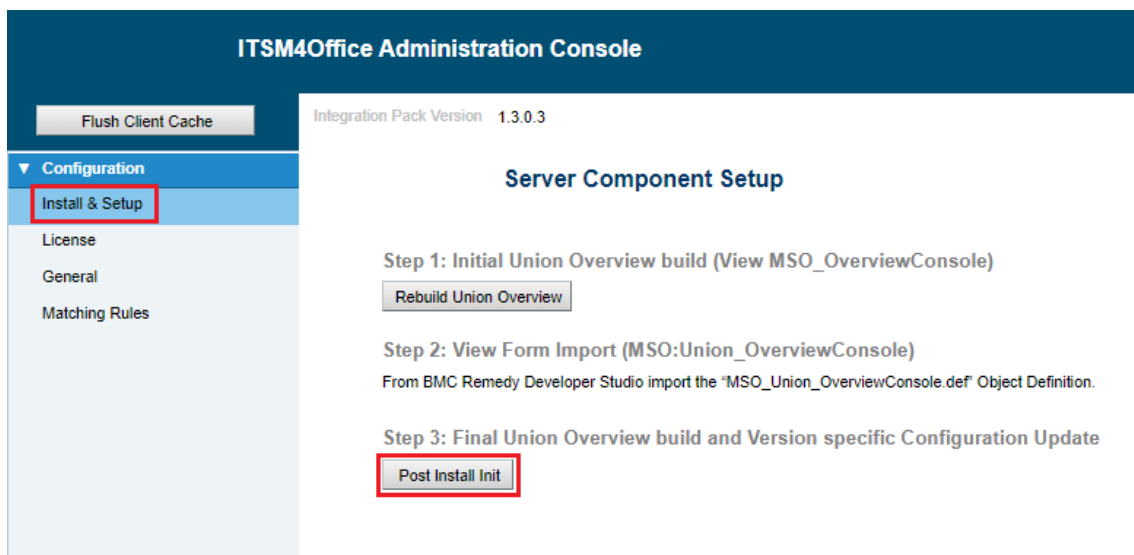 ITSM4Office Administration Console
Flush Client Cache
Integration Pack Version 1.3.0.3
Configuration
Install & Setup
License
General
Matching Rules
Server Component Setup
Step 1: Initial Union Overview build (View MSO_OverviewConsole)
Rebuild Union Overview
Step 2: View Form Import (MSO:Union_OverviewConsole)
From BMC Remedy Developer Studio import the “MSO_Union_OverviewConsole.def” Object Definition.
Step 3: Final Union Overview build and Version specific Configuration Update
Post Install Init